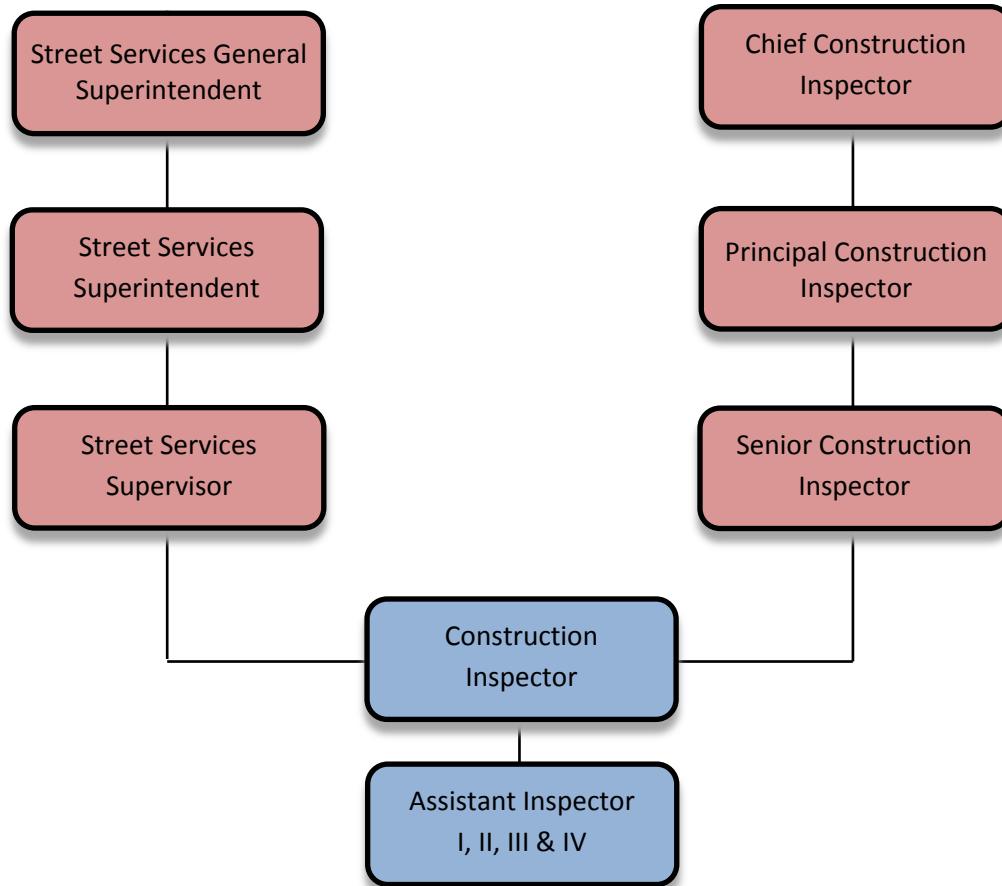 Street Services General
Superintendent
Chief Construction
Inspector
Street Services
Superintendent
Principal Construction
Inspector
Street Services
Supervisor
Senior Construction
Inspector
Construction
Inspector
Assistant Inspector
I, II, III & IV